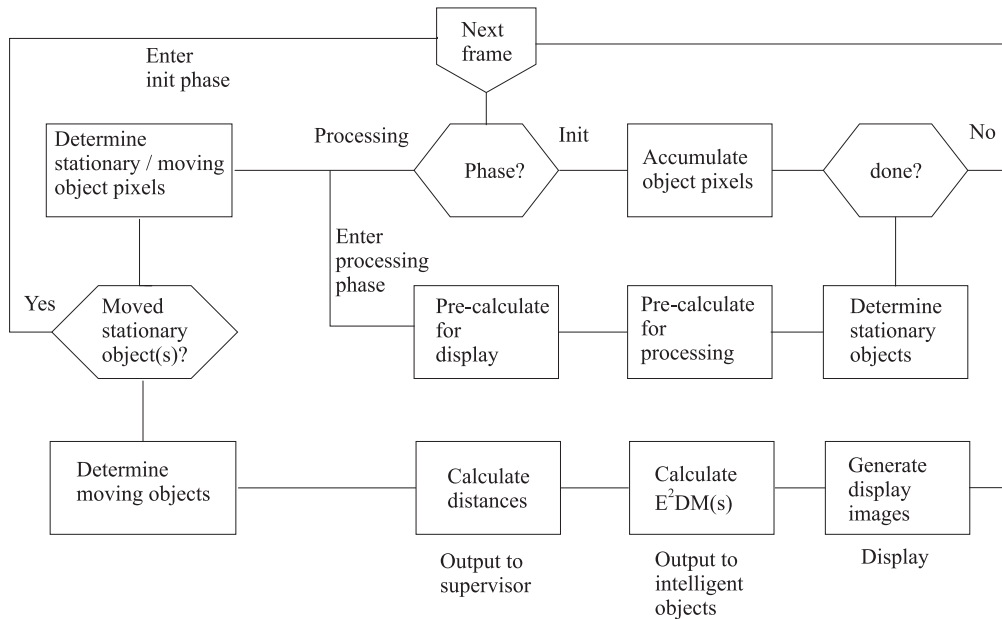 Next
frame
Enter
init phase
Determine
stationary / moving
object pixels
Processing
Phase?
Init
Accumulate
object pixels
done?
No
Enter
processing
phase
Yes
Moved
stationary
object(s)?
Pre-calculate
for
display
Pre-calculate
for
processing
Determine
stationary
objects
Determine
moving objects
Calculate
distances
Calculate
E²DM(s)
Generate
display
images
Output to
supervisor
Output to
intelligent
objects
Display